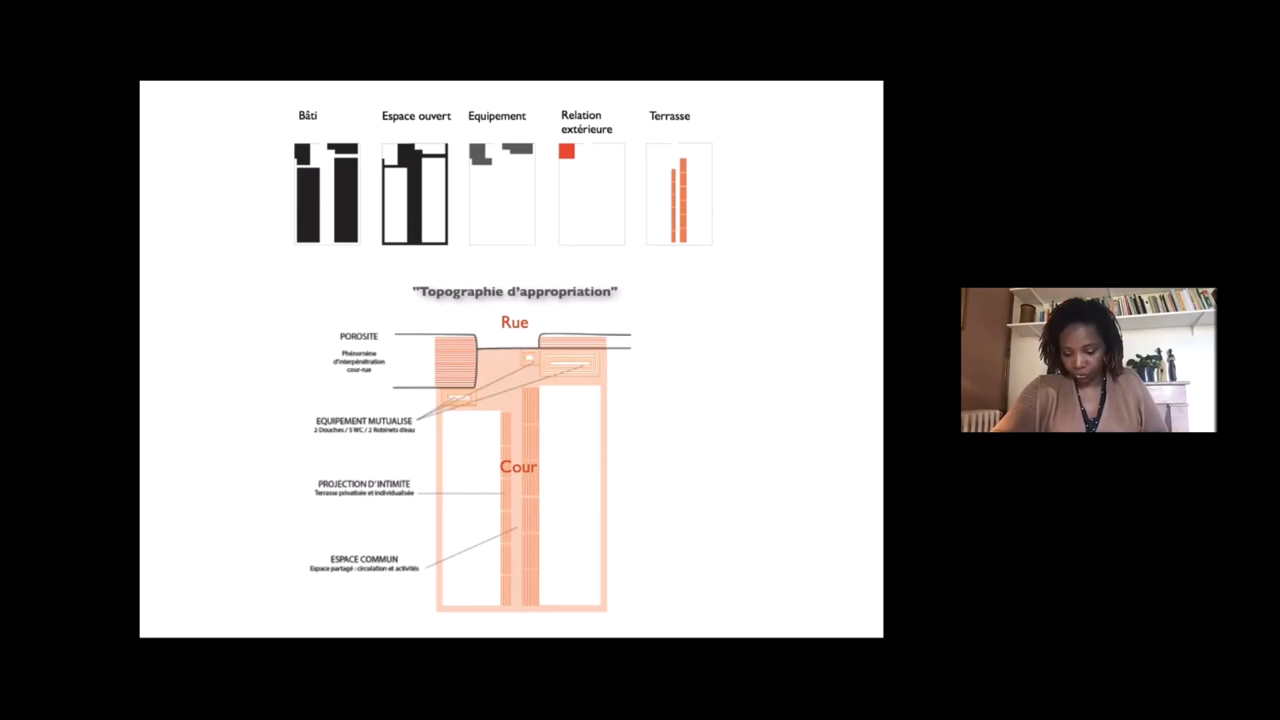 Bâti
Espace ouvert
Equipement
Relation
extérieure
Terrasse
"Topographie d'appropriation"
Rue
POROSITE
Phénomène
d'interpénétration
cour-rue
EQUIPEMENT MUTUALISE
2 Douches / 5 WC / 2 Robinets d'eau
Cour
PROJECTION D'INTIMITE
Terrasse privatisée et individualisée
ESPACE COMMUN
Espace partagé : circulation et activités